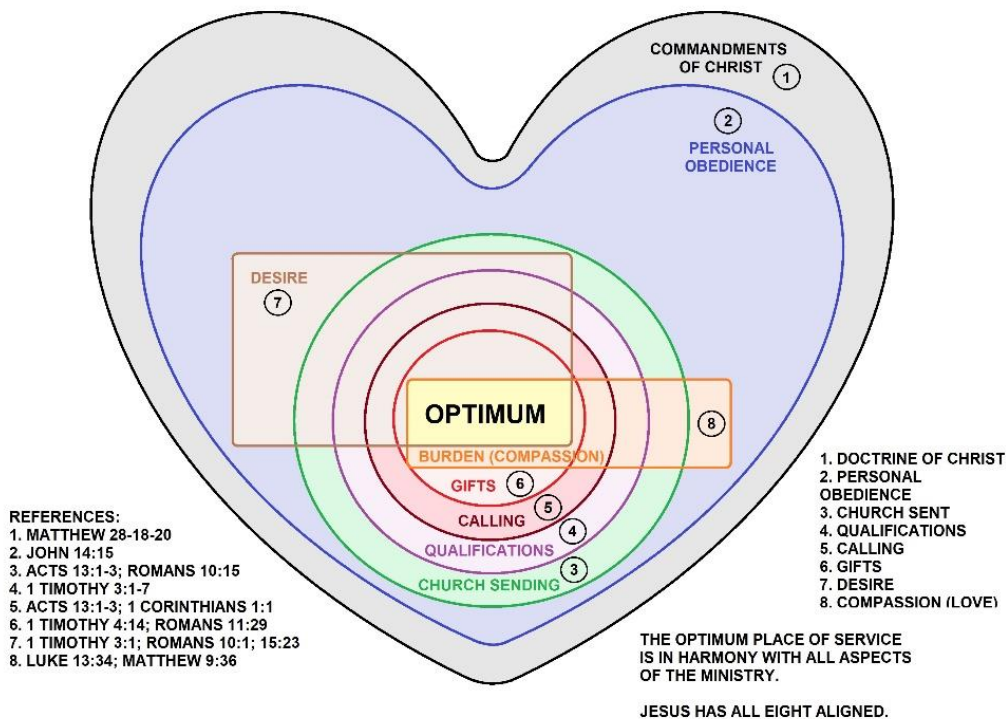 COMMANDMENTS
OF CHRIST
1
2
PERSONAL
OBEDIENCE
DESIRE
7
OPTIMUM
8
BURDEN (COMPASSION)
GIFTS
6
5
CALLING
4
QUALIFICATIONS
3
CHURCH SENDING
REFERENCES:
1. MATTHEW 28-18-20
2. JOHN 14:15
3. ACTS 13:1-3; ROMANS 10:15
4. 1 TIMOTHY 3:1-7
5. ACTS 13:1-3; 1 CORINTHIANS 1:1
6. 1 TIMOTHY 4:14; ROMANS 11:29
7. 1 TIMOTHY 3:1; ROMANS 10:1; 15:23
8. LUKE 13:34; MATTHEW 9:36
1. DOCTRINE OF CHRIST
2. PERSONAL
OBEDIENCE
3. CHURCH SENT
4. QUALIFICATIONS
5. CALLING
6. GIFTS
7. DESIRE
8. COMPASSION (LOVE)
THE OPTIMUM PLACE OF SERVICE
IS IN HARMONY WITH ALL ASPECTS
OF THE MINISTRY.
JESUS HAS ALL EIGHT ALIGNED.